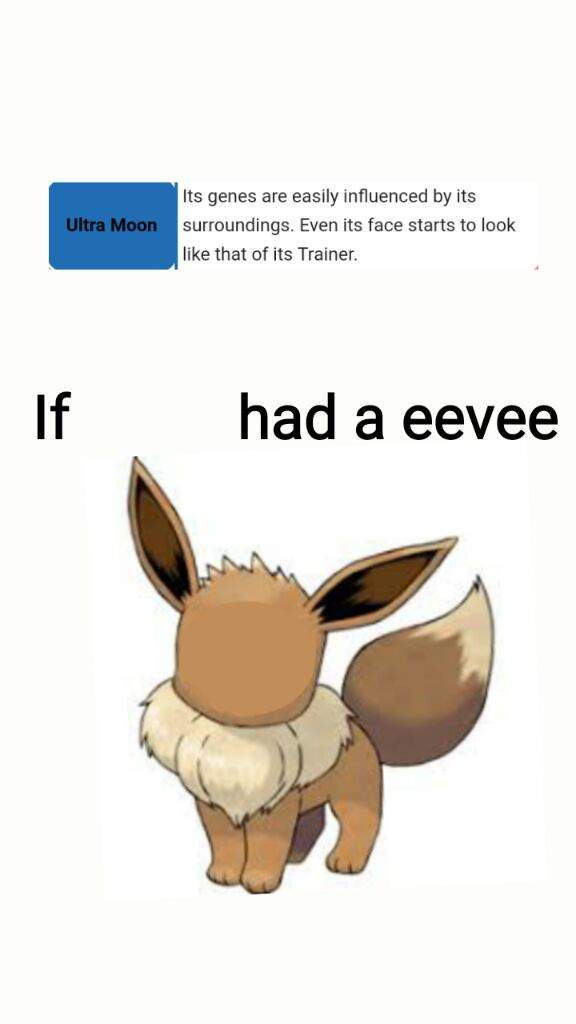 Ultra Moon
Its genes are easily influenced by its
surroundings. Even its face starts to look
like that of its Trainer.
If had a eevee